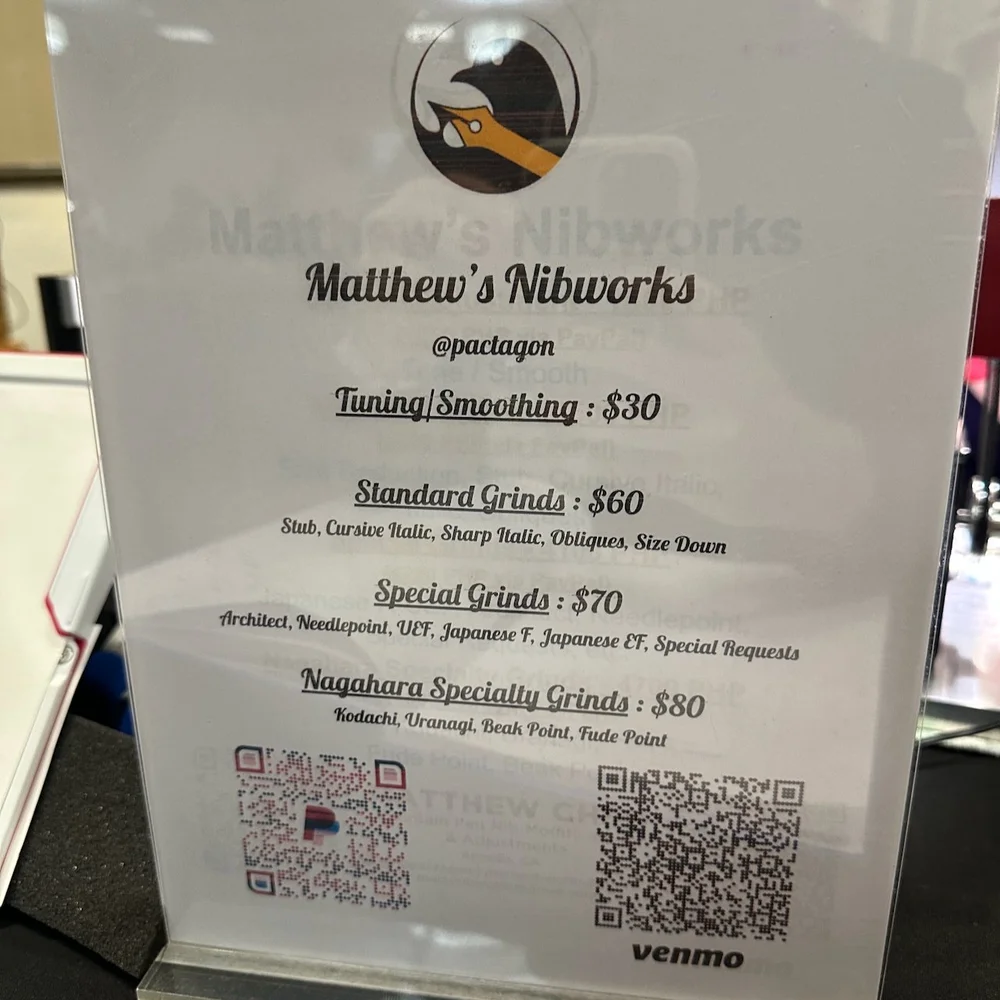 Matthew's Nibworks
Matthew's Nibworks
@pactagon
Tuning/Smoothing : $30
Standard Grinds : $60
Stub, Cursive Italic, Sharp Italic, Obliques, Size Down
Special Grinds : $70
Architect, Needlepoint, UEF, Japanese F, Japanese EF, Special Requests
Nagahara Specialty Grinds : $80
Kodachi, Uranagi, Beak Point, Fude Point
venmo